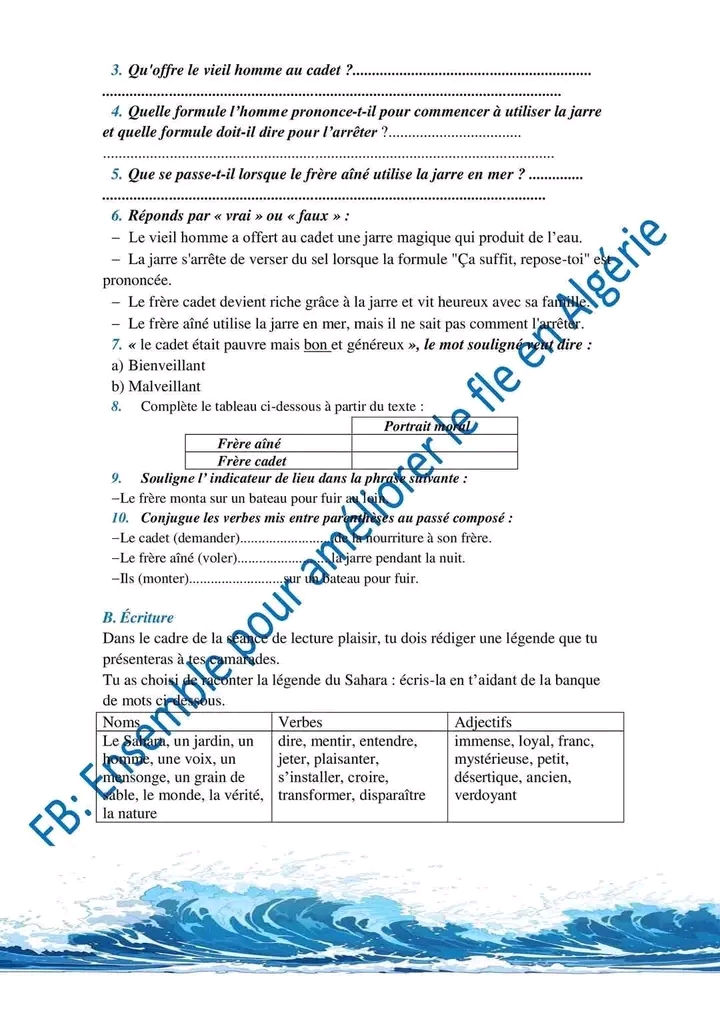 3. Qu'offre le vieil homme au cadet ?.............................................................
.....................................................................................................................
4. Quelle formule l’homme prononce-t-il pour commencer à utiliser la jarre
et quelle formule doit-il dire pour l’arrêter ?...................................
.........................................................................................................................
5. Que se passe-t-il lorsque le frère aîné utilise la jarre en mer ? ..............
.................................................................................................................
6. Réponds par « vrai » ou « faux » :
– Le vieil homme a offert au cadet une jarre magique qui produit de l’eau.
– La jarre s'arrête de verser du sel lorsque la formule "Ça suffit, repose-toi" est
prononcée.
– Le frère cadet devient riche grâce à la jarre et vit heureux avec sa famille.
– Le frère aîné utilise la jarre en mer, mais il ne sait pas comment l'arrêter.
7. « le cadet était pauvre mais bon et généreux », le mot souligné veut dire :
a) Bienveillant
b) Malveillant
8. Complète le tableau ci-dessous à partir du texte :
Portrait moral
Frère aîné
Frère cadet
9. Souligne l’ indicateur de lieu dans la phrase suivante :
–Le frère monta sur un bateau pour fuir au loin.
10. Conjugue les verbes mis entre parenthèses au passé composé :
–Le cadet (demander).........................de la nourriture à son frère.
–Le frère aîné (voler).........................la jarre pendant la nuit.
–Ils (monter)..........................sur un bateau pour fuir.
B. Écriture
Dans le cadre de la séance de lecture plaisir, tu dois rédiger une légende que tu
présenteras à tes camarades.
Tu as choisi de raconter la légende du Sahara : écris-la en t’aidant de la banque
de mots ci-dessous.
Noms Verbes Adjectifs
Le Sahara, un jardin, un dire, mentir, entendre, immense, loyal, franc,
homme, une voix, un jeter, plaisanter, mystérieuse, petit,
mensonge, un grain de s’installer, croire, désertique, ancien,
sable, le monde, la vérité, transformer, disparaître verdoyant
la nature
FB: Ensemble pour améliorer le fle en Algérie